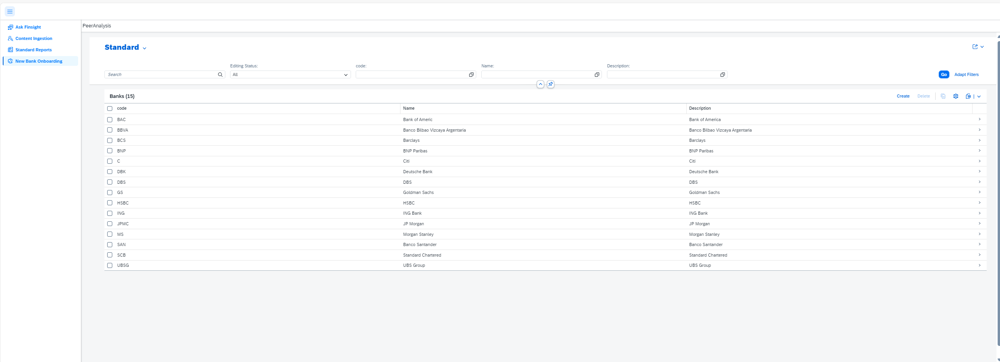 PeerAnalysis
Ask Finsight
Content Ingestion
Standard Reports
New Bank Onboarding
Standard
Editing Status: code: Name: Description:
Search All Go Adapt Filters
Banks (15) Create Delete
code Name Description
BAC Bank of Americ Bank of America
BBVA Banco Bilbao Vizcaya Argentaria Banco Bilbao Vizcaya Argentaria
BCS Barclays Barclays
BNP BNP Paribas BNP Paribas
C Citi Citi
DBK Deutsche Bank Deutsche Bank
DBS DBS DBS
GS Goldman Sachs Goldman Sachs
HSBC HSBC HSBC
ING ING Bank ING Bank
JPMC JP Morgan JP Morgan
MS Morgan Stanley Morgan Stanley
SAN Banco Santander Banco Santander
SCB Standard Chartered Standard Chartered
UBSG UBS Group UBS Group